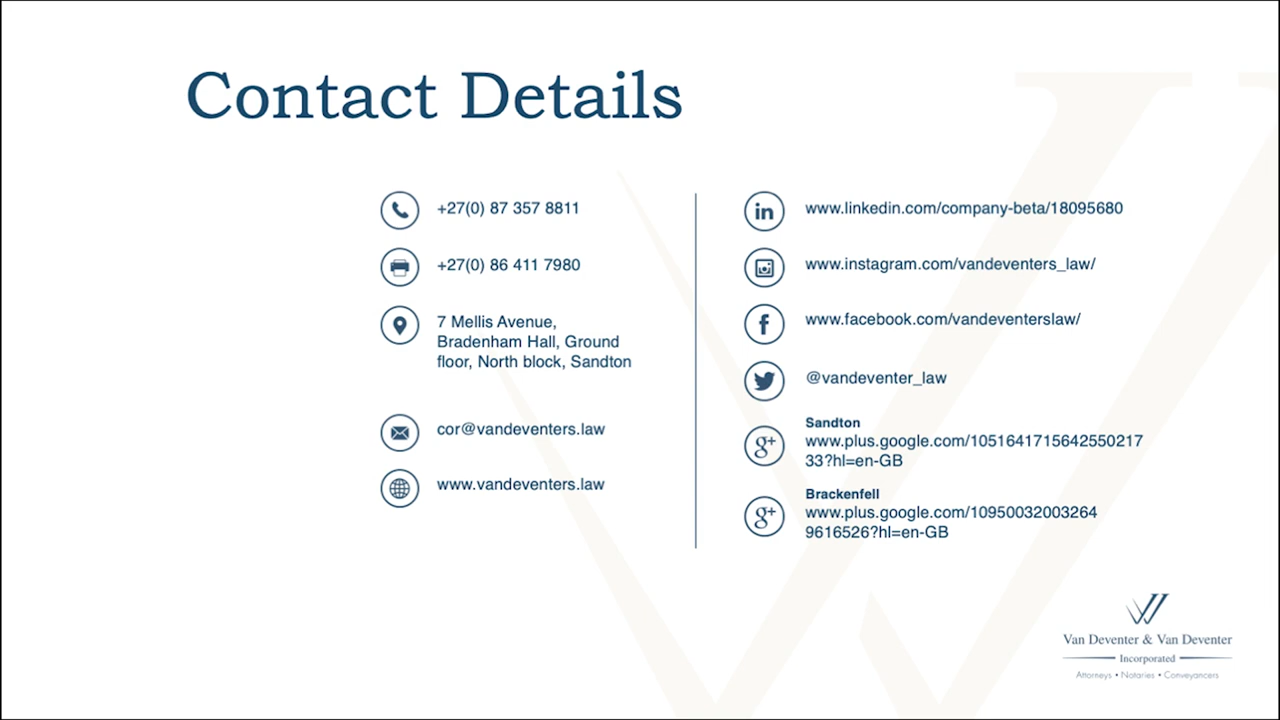 Contact Details
+27(0) 87 357 8811
+27(0) 86 411 7980
7 Mellis Avenue,
Bradenham Hall, Ground
floor, North block, Sandton
cor@vandeventers.law
www.vandeventers.law
www.linkedin.com/company-beta/18095680
www.instagram.com/vandeventers_law/
www.facebook.com/vandeventerslaw/
@vandeventer_law
Sandton
www.plus.google.com/1051641715642550217
33?hl=en-GB
Brackenfell
www.plus.google.com/10950032003264
9616526?hl=en-GB
Van Deventer & Van Deventer
Incorporated
Attorneys • Notaries • Conveyancers